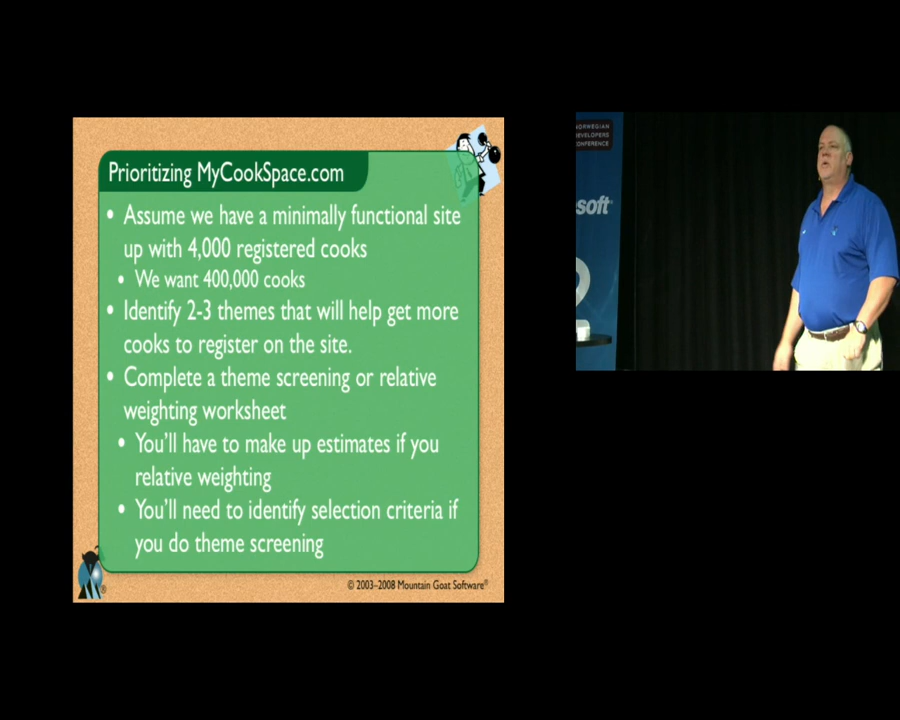 Prioritizing MyCookSpace.com
• Assume we have a minimally functional site
up with 4,000 registered cooks
• We want 400,000 cooks
• Identify 2-3 themes that will help get more
cooks to register on the site.
• Complete a theme screening or relative
weighting worksheet
• You'll have to make up estimates if you
relative weighting
• You'll need to identify selection criteria if
you do theme screening
© 2003–2008 Mountain Goat Software®
NORWEGIAN
DEVELOPERS
CONFERENCE
soft®